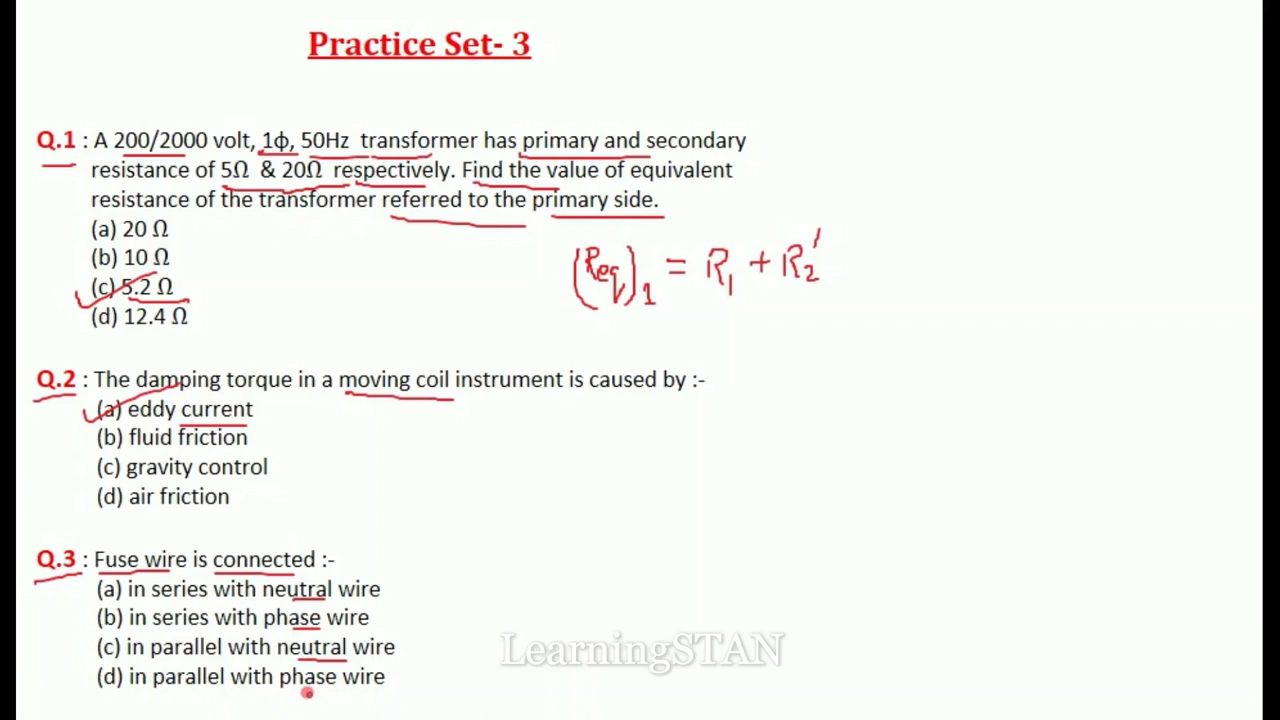 Practice Set- 3
Q.1 : A 200/2000 volt, 1ϕ, 50Hz transformer has primary and secondary
resistance of 5Ω & 20Ω respectively. Find the value of equivalent
resistance of the transformer referred to the primary side.
(a) 20 Ω
(b) 10 Ω
(c) 5.2 Ω
(d) 12.4 Ω
(Req)₁ = R₁ + R₂′
Q.2 : The damping torque in a moving coil instrument is caused by :-
(a) eddy current
(b) fluid friction
(c) gravity control
(d) air friction
Q.3 : Fuse wire is connected :-
(a) in series with neutral wire
(b) in series with phase wire
(c) in parallel with neutral wire
(d) in parallel with phase wire
LearningSTAN